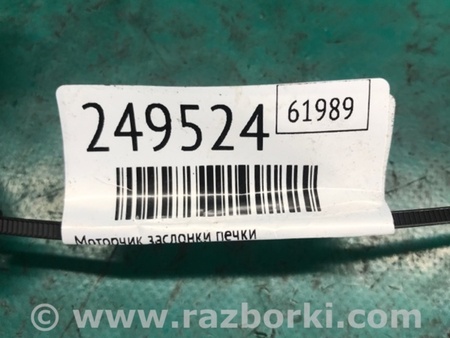 249524 61989
Моторчик заслонки печки
© www.razborki.com